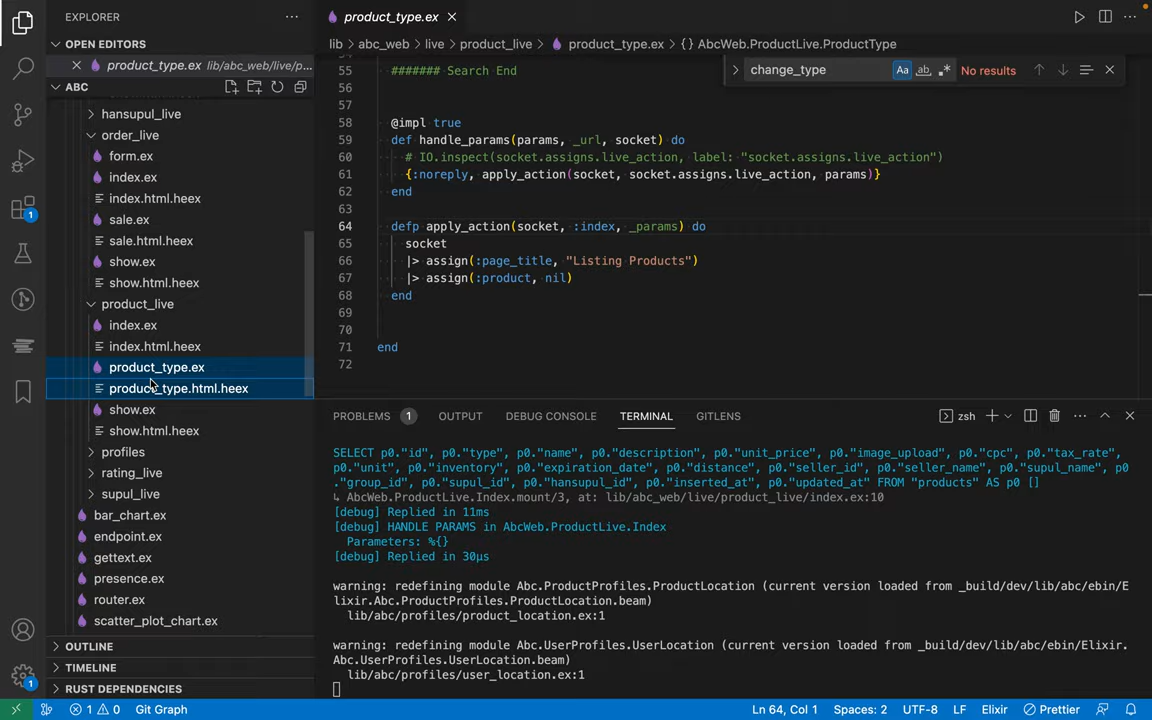 EXPLORER
OPEN EDITORS
product_type.ex lib/abc_web/live/p...
ABC
hansupul_live
order_live
form.ex
index.ex
index.html.heex
sale.ex
sale.html.heex
show.ex
show.html.heex
product_live
index.ex
index.html.heex
product_type.ex
product_type.html.heex
show.ex
show.html.heex
profiles
rating_live
supul_live
bar_chart.ex
endpoint.ex
gettext.ex
presence.ex
router.ex
scatter_plot_chart.ex
OUTLINE
TIMELINE
RUST DEPENDENCIES
1
1
product_type.ex
lib > abc_web > live > product_live > product_type.ex > {} AbcWeb.ProductLive.ProductType
change_type Aa ab No results
55 ####### Search End
56
57
58 @impl true
59 def handle_params(params, _url, socket) do
60 # IO.inspect(socket.assigns.live_action, label: "socket.assigns.live_action")
61 {:noreply, apply_action(socket, socket.assigns.live_action, params)}
62 end
63
64 defp apply_action(socket, :index, _params) do
65 socket
66 |> assign(:page_title, "Listing Products")
67 |> assign(:product, nil)
68 end
69
70
71 end
72
PROBLEMS 1 OUTPUT DEBUG CONSOLE TERMINAL GITLENS zsh
SELECT p0."id", p0."type", p0."name", p0."description", p0."unit_price", p0."image_upload", p0."cpc", p0."tax_rate",
p0."unit", p0."inventory", p0."expiration_date", p0."distance", p0."seller_id", p0."seller_name", p0."supul_name", p0
."group_id", p0."supul_id", p0."hansupul_id", p0."inserted_at", p0."updated_at" FROM "products" AS p0 []
↳ AbcWeb.ProductLive.Index.mount/3, at: lib/abc_web/live/product_live/index.ex:10
[debug] Replied in 11ms
[debug] HANDLE PARAMS in AbcWeb.ProductLive.Index
Parameters: %{}
[debug] Replied in 30µs
warning: redefining module Abc.ProductProfiles.ProductLocation (current version loaded from _build/dev/lib/abc/ebin/E
lixir.Abc.ProductProfiles.ProductLocation.beam)
lib/abc/profiles/product_location.ex:1
warning: redefining module Abc.UserProfiles.UserLocation (current version loaded from _build/dev/lib/abc/ebin/Elixir.
Abc.UserProfiles.UserLocation.beam)
lib/abc/profiles/user_location.ex:1
1 0 Git Graph Ln 64, Col 1 Spaces: 2 UTF-8 LF Elixir Prettier